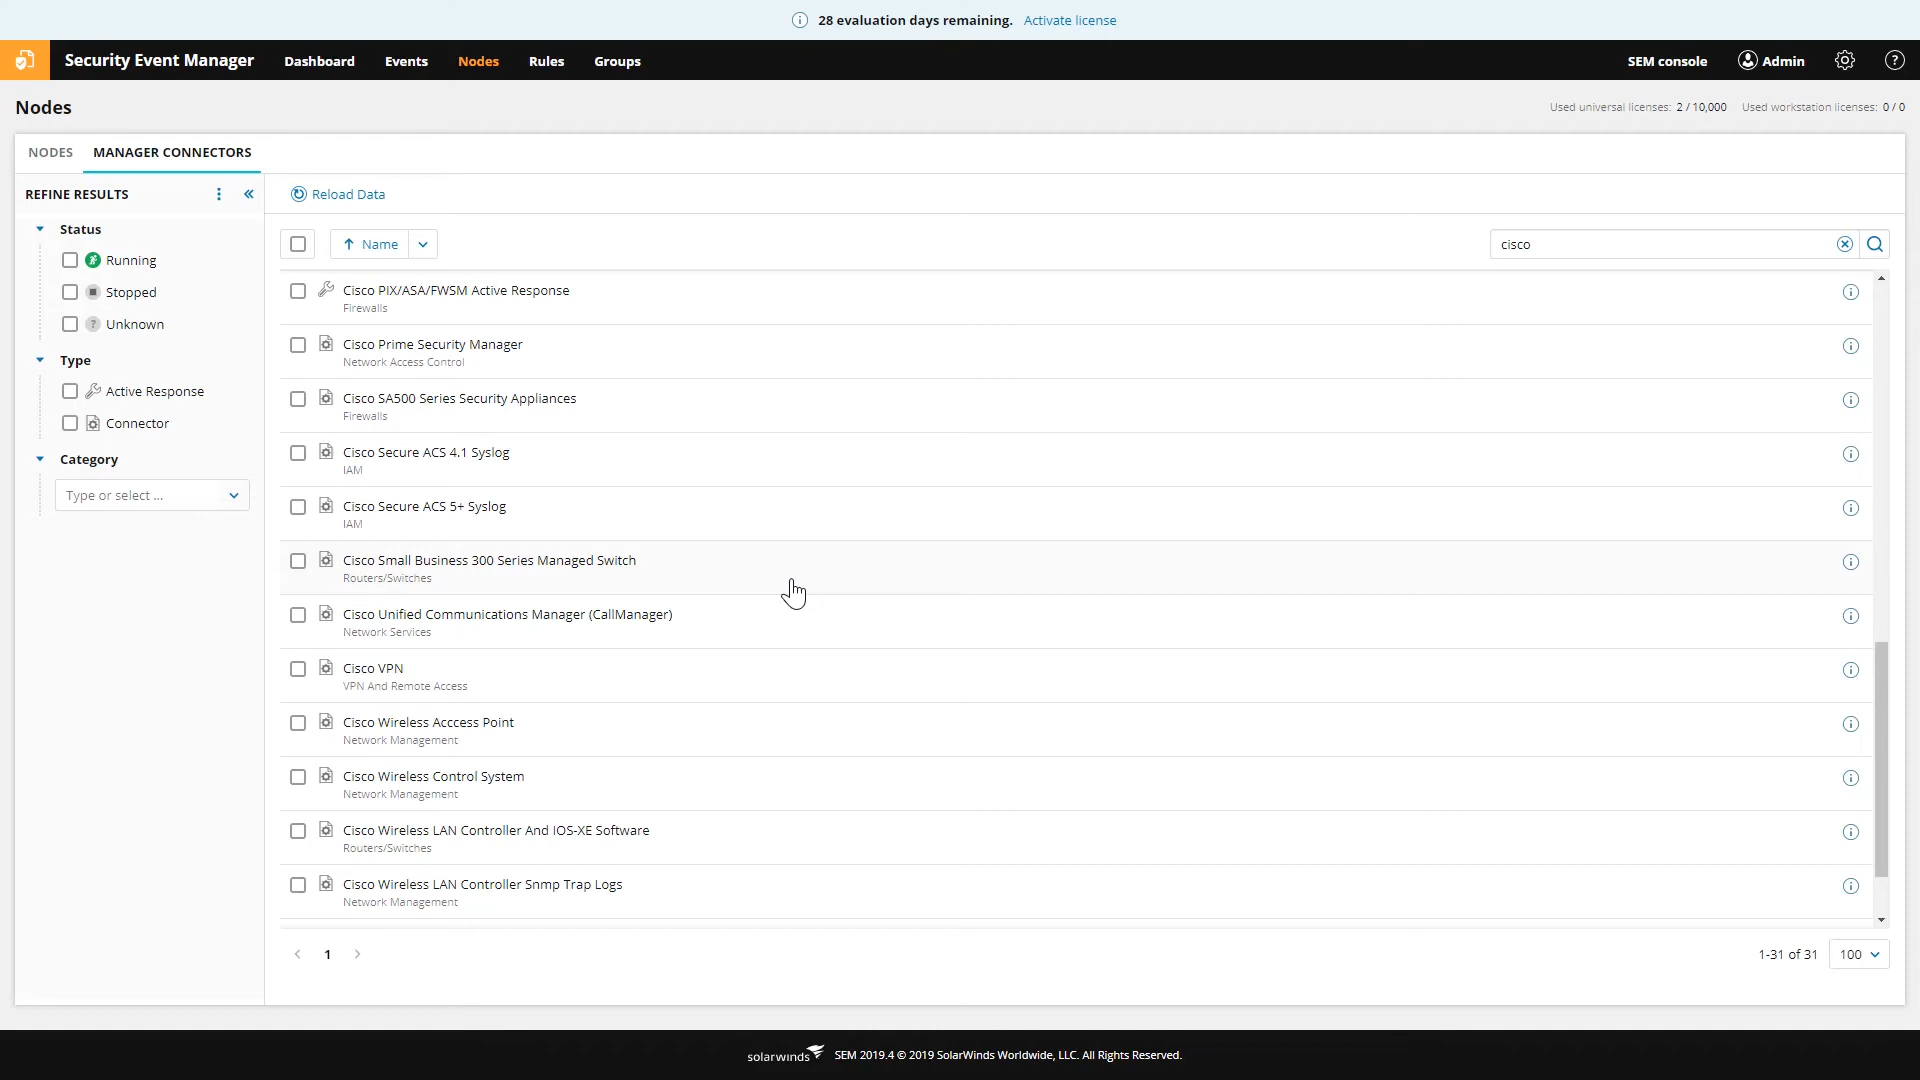 28 evaluation days remaining. Activate license
Security Event Manager Dashboard Events Nodes Rules Groups SEM console Admin
Nodes Used universal licenses: 2 / 10,000 Used workstation licenses: 0 / 0
NODES MANAGER CONNECTORS
REFINE RESULTS Reload Data
Status
Name cisco
Running
Stopped
Unknown
Type
Active Response
Connector
Category
Type or select ...
Cisco PIX/ASA/FWSM Active Response
Firewalls
Cisco Prime Security Manager
Network Access Control
Cisco SA500 Series Security Appliances
Firewalls
Cisco Secure ACS 4.1 Syslog
IAM
Cisco Secure ACS 5+ Syslog
IAM
Cisco Small Business 300 Series Managed Switch
Routers/Switches
Cisco Unified Communications Manager (CallManager)
Network Services
Cisco VPN
VPN And Remote Access
Cisco Wireless Acccess Point
Network Management
Cisco Wireless Control System
Network Management
Cisco Wireless LAN Controller And IOS-XE Software
Routers/Switches
Cisco Wireless LAN Controller Snmp Trap Logs
Network Management
1 1-31 of 31 100
solarwinds SEM 2019.4 © 2019 SolarWinds Worldwide, LLC. All Rights Reserved.